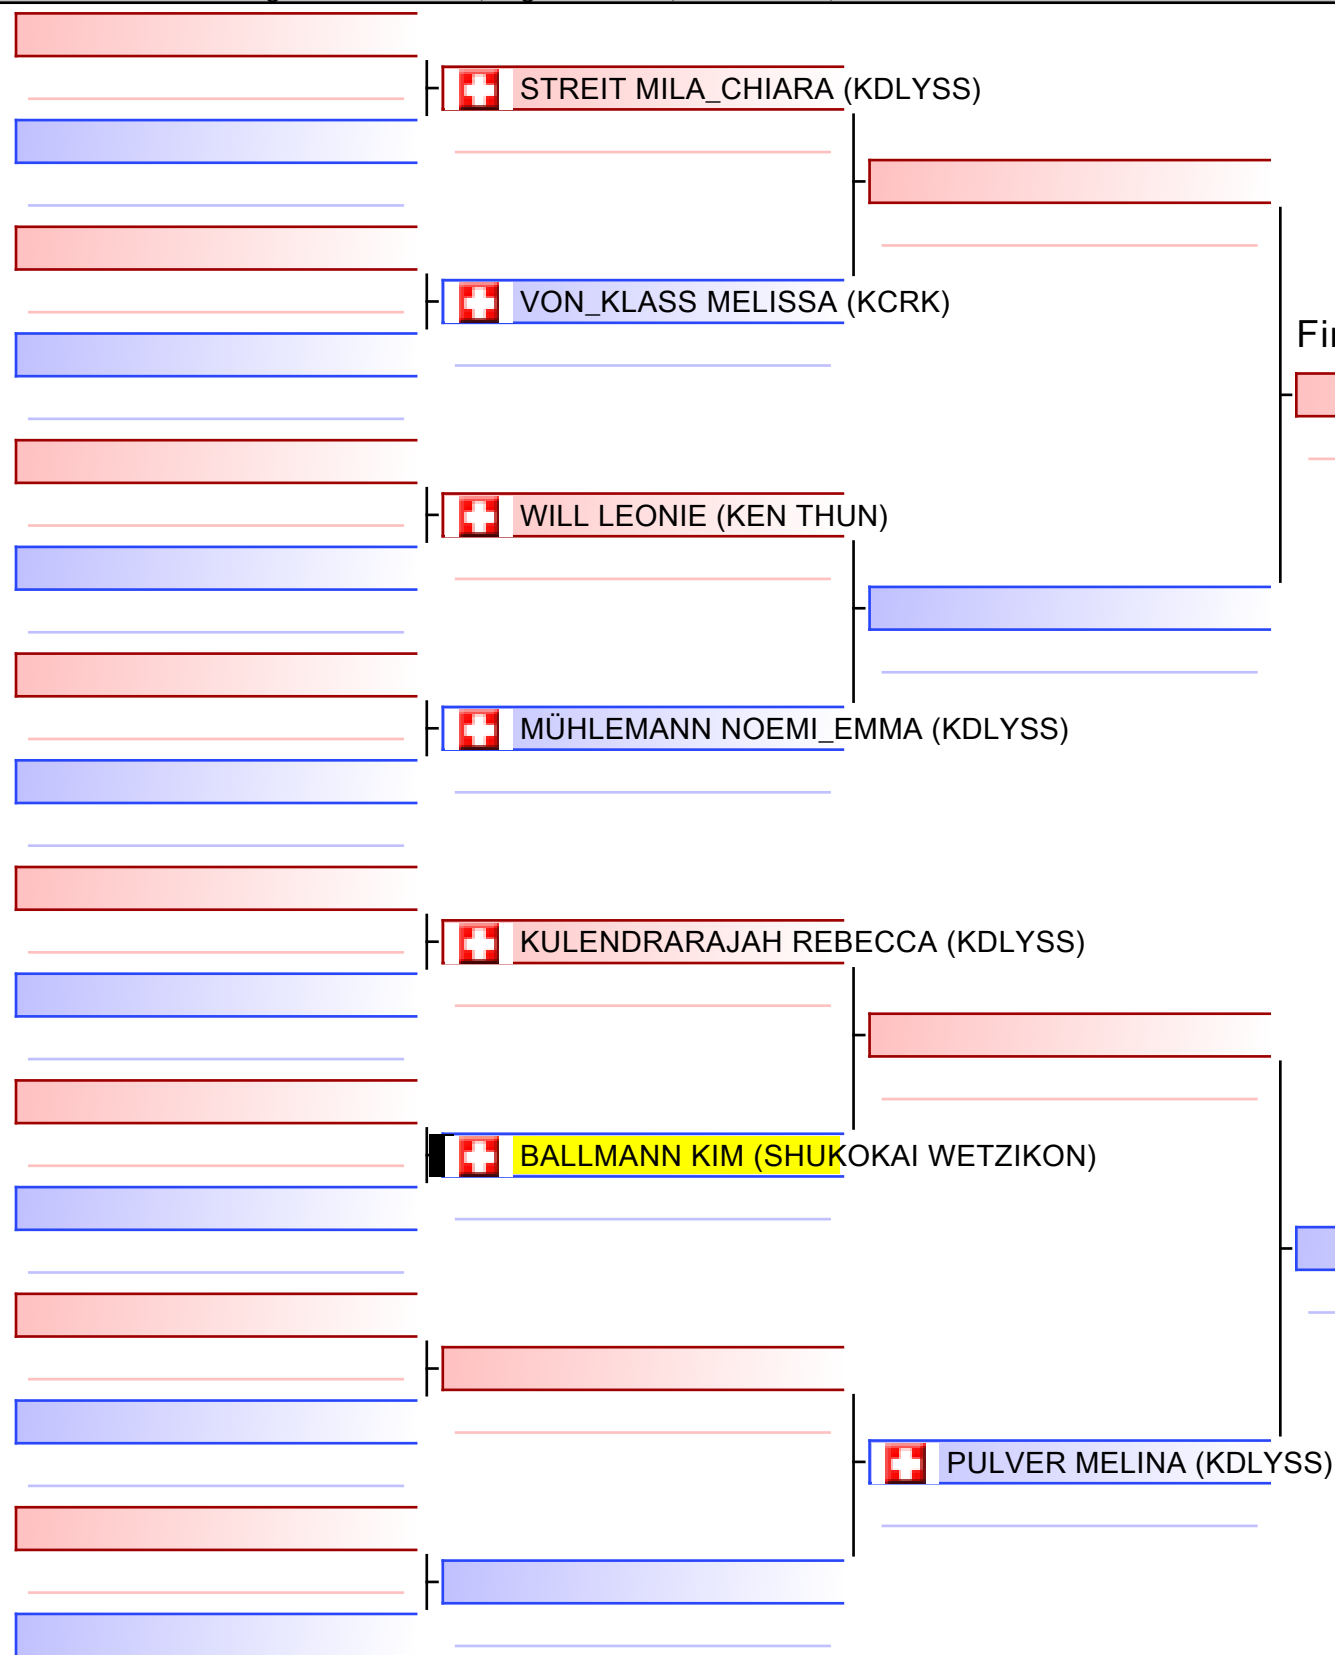 STREIT MILA_CHIARA (KDLYSS)
VON_KLASS MELISSA (KCRK)
WILL LEONIE (KEN THUN)
MÜHLEMANN NOEMI_EMMA (KDLYSS)
KULENDRARAJAH REBECCA (KDLYSS)
BALLMANN KIM (SHUKOKAI WETZIKON)
PULVER MELINA (KDLYSS)